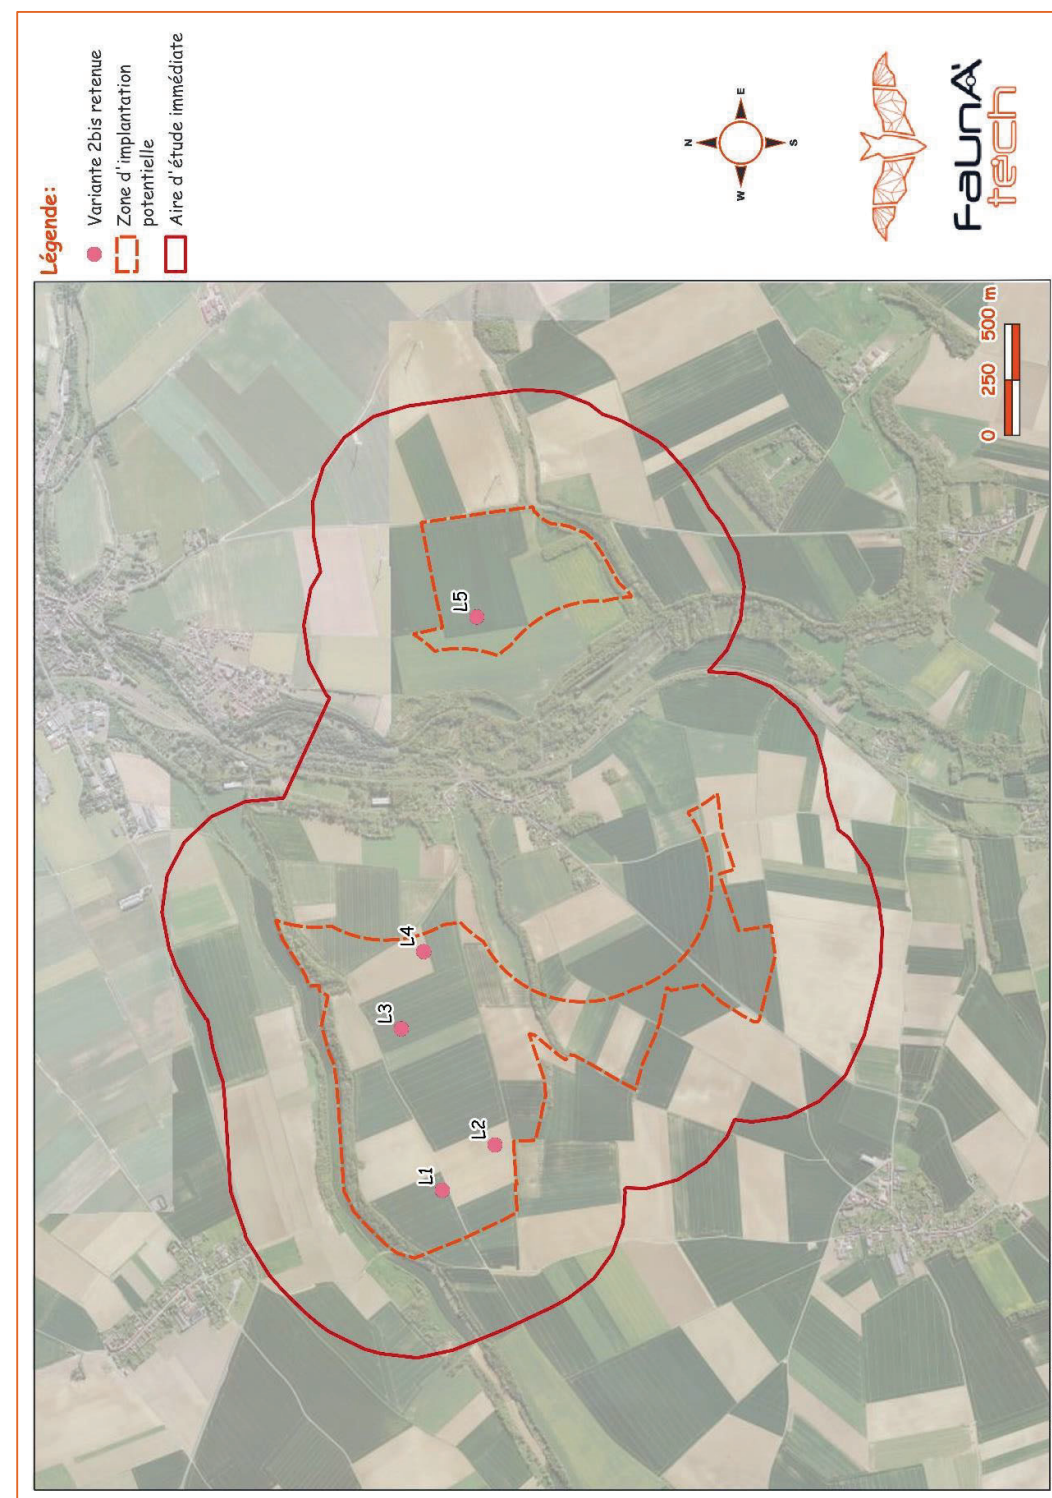 Légende:
Variante 2bis retenue
Zone d'implantation
potentielle
Aire d'étude immédiate
N
W
E
S
FaunA
tech
L1
L2
L3
L4
L5
0 250 500 m